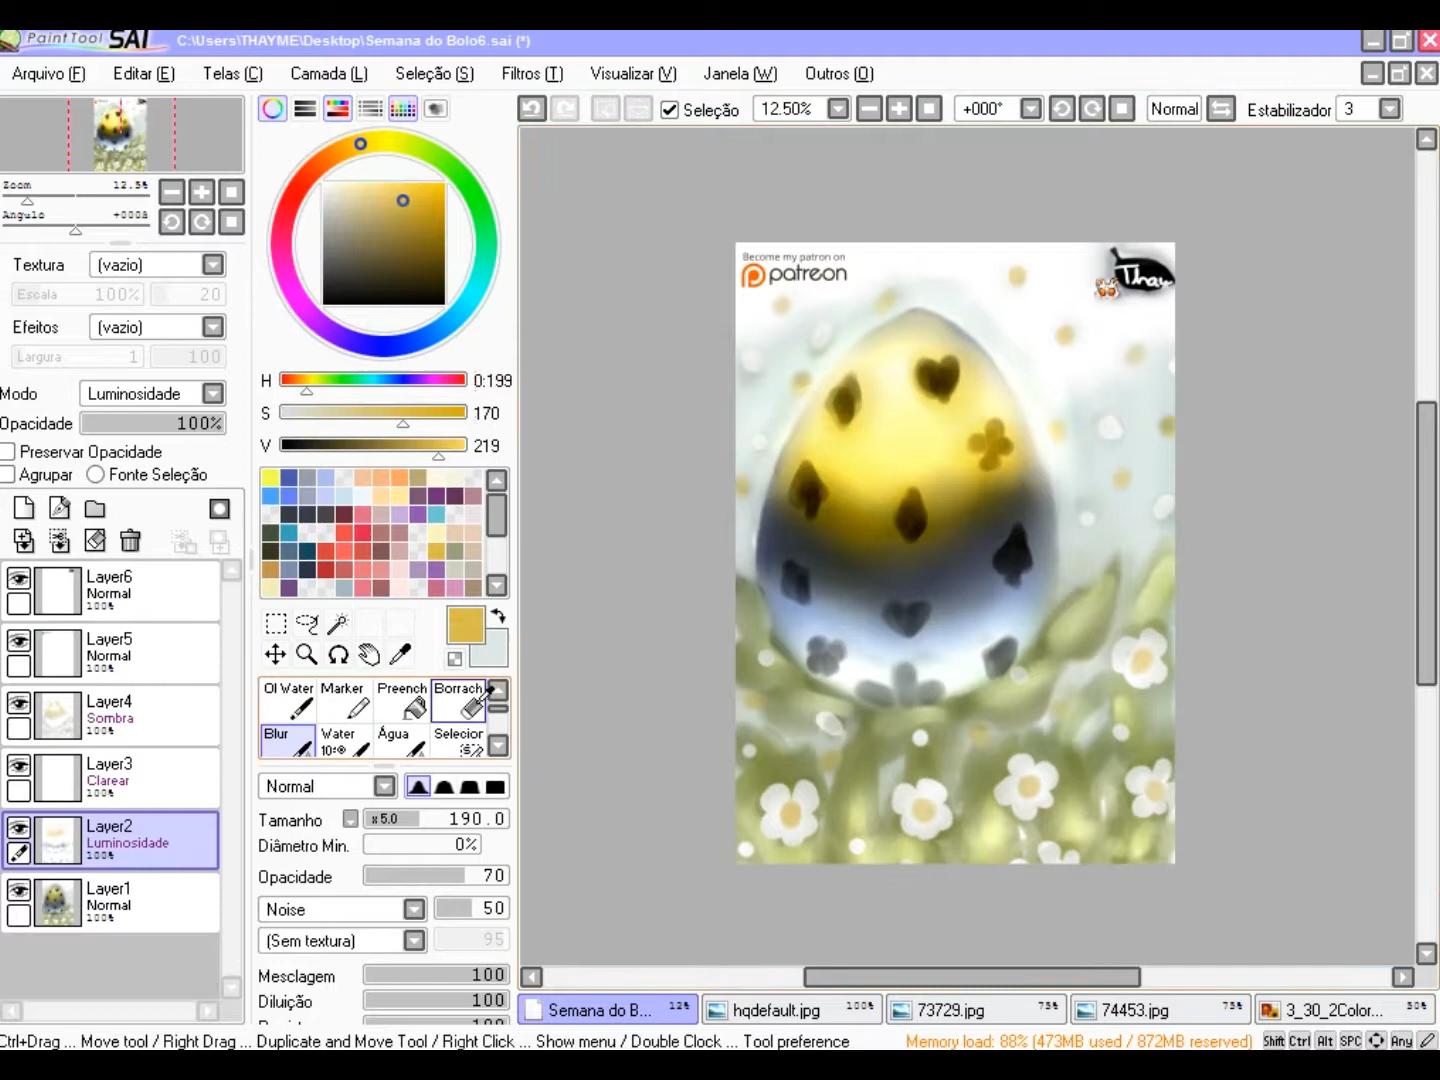 PaintTool SAI
C:\Users\THAYME\Desktop\Semana do Bolo6.sai (*)
Arquivo (F) Editar (E) Telas (C) Camada (L) Seleção (S) Filtros (T) Visualizar (V) Janela (W) Outros (O)
Seleção 12.50% +000° Normal Estabilizador 3
Zoom 12.5%
Angulo +000ª
Textura (vazio)
Escala 100% 20
Efeitos (vazio)
Largura 1 100
Modo Luminosidade
Opacidade 100%
Preservar Opacidade
Agrupar Fonte Seleção
Layer6
Normal
100%
Layer5
Normal
100%
Layer4
Sombra
100%
Layer3
Clarear
100%
Layer2
Luminosidade
100%
Layer1
Normal
100%
H 0:199
S 170
V 219
Ol Water Marker Preench Borrach
Blur Water 10 Água Selecior
Normal
Tamanho x 5.0 190.0
Diâmetro Min. 0%
Opacidade 70
Noise 50
(Sem textura) 95
Mesclagem 100
Diluição 100
Become my patron on
patreon
Thay
Semana do B... 12% hqdefault.jpg 100% 73729.jpg 75% 74453.jpg 75% 3_30_2Color... 50%
Ctrl+Drag ... Move tool / Right Drag ... Duplicate and Move Tool / Right Click ... Show menu / Double Clock ... Tool preference
Memory load: 88% (473MB used / 872MB reserved)
Shift Ctrl Alt SPC Any